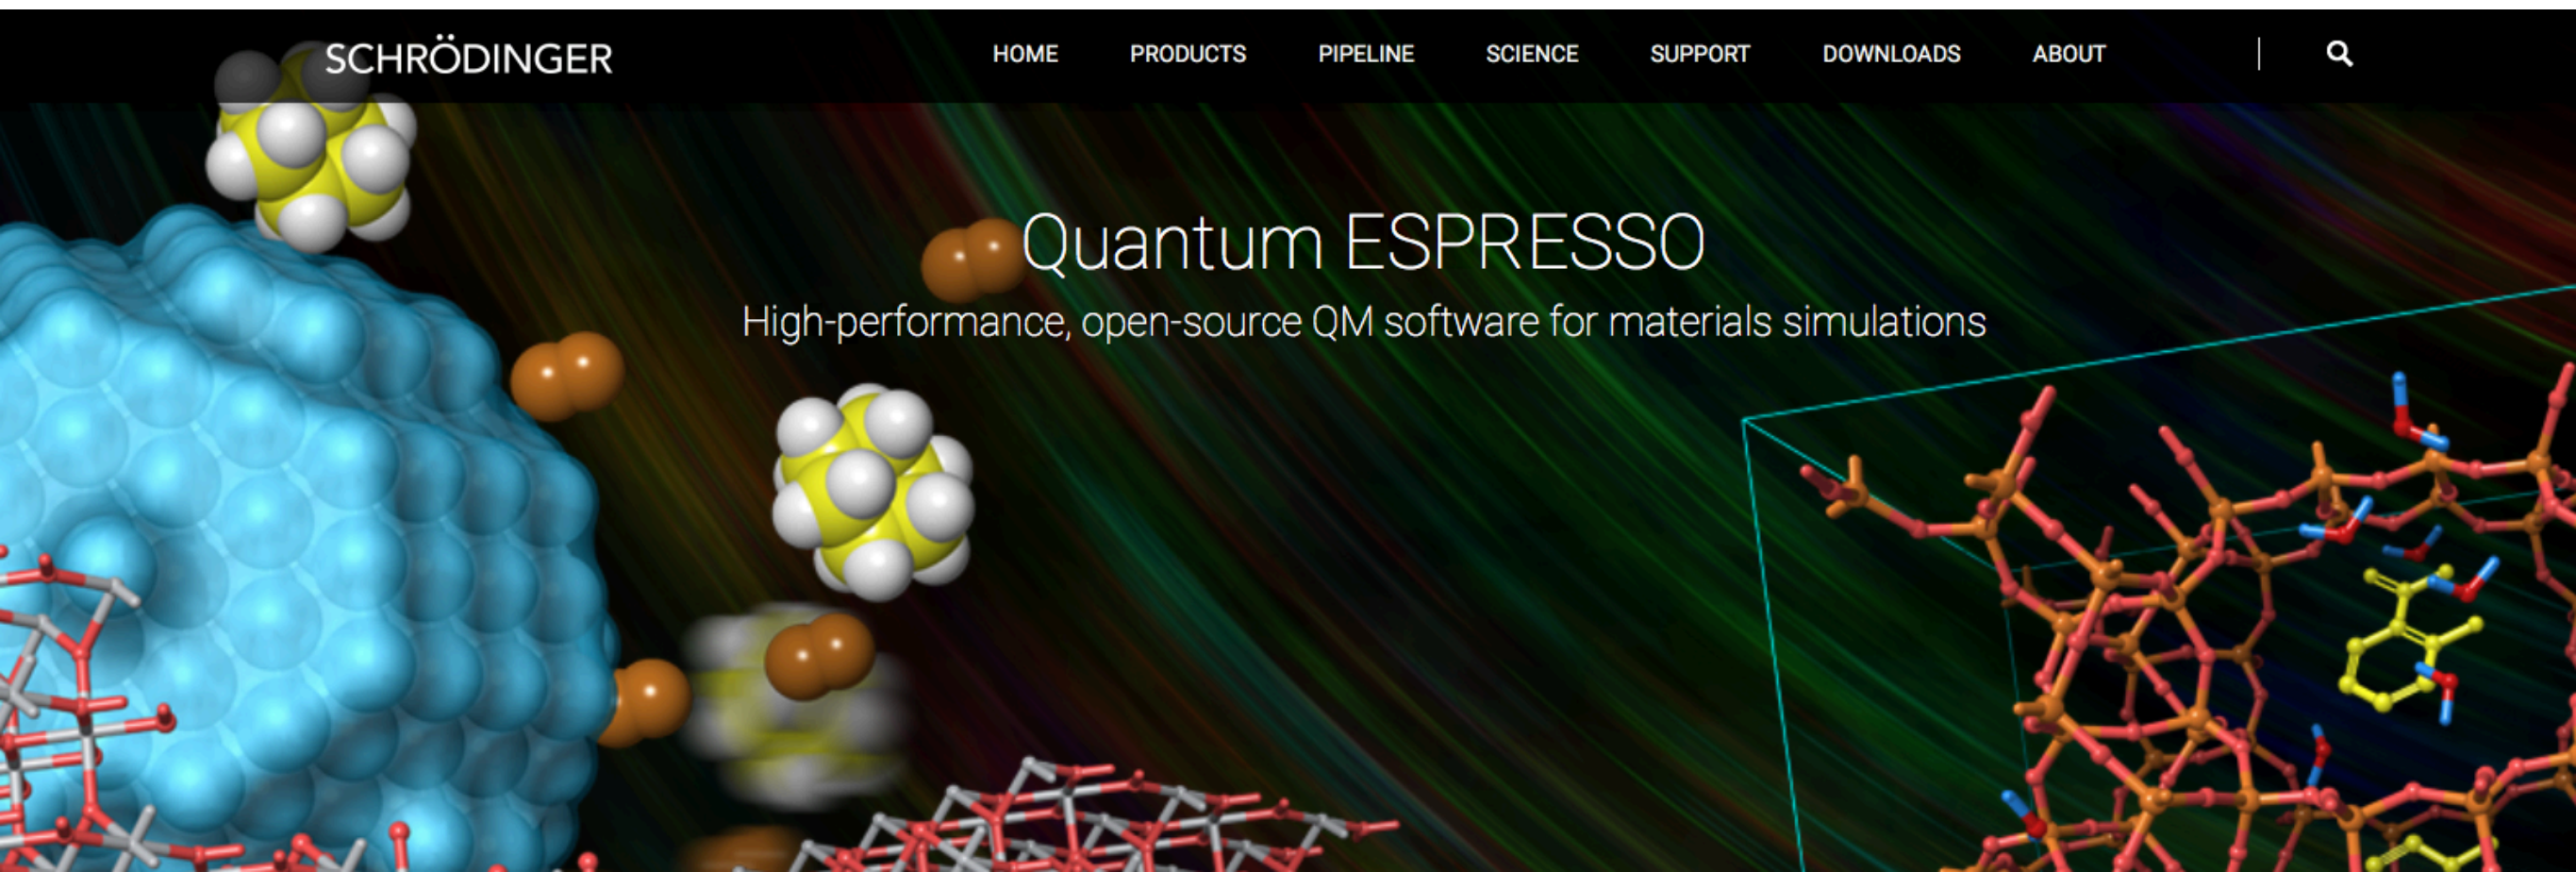 SCHRÖDINGER
HOME PRODUCTS PIPELINE SCIENCE SUPPORT DOWNLOADS ABOUT
Quantum ESPRESSO
High-performance, open-source QM software for materials simulations